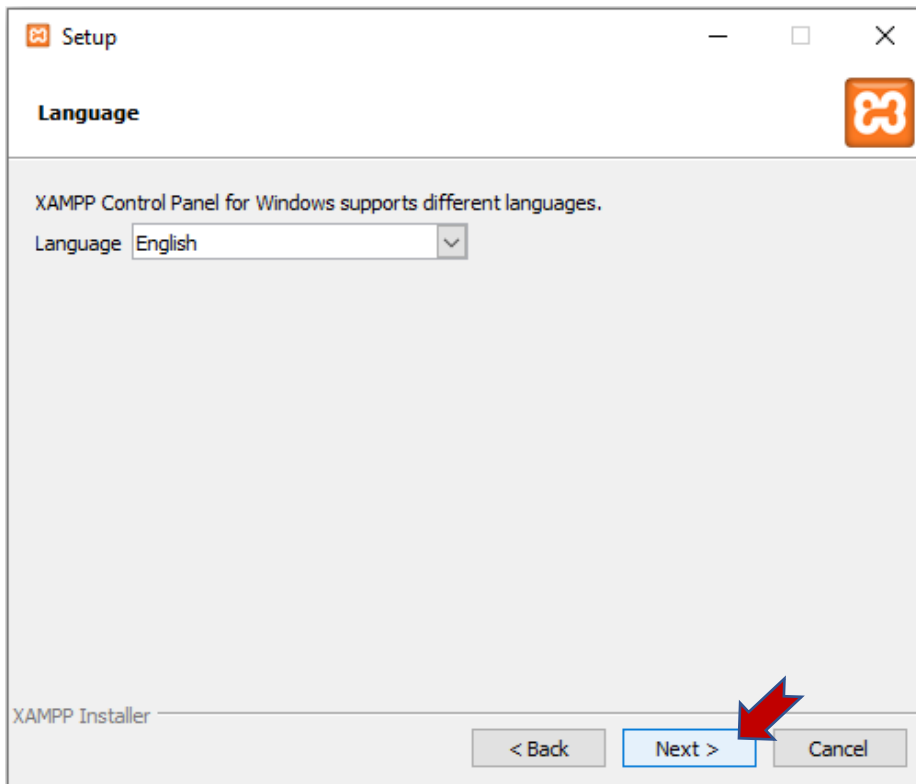 Setup
Language
XAMPP Control Panel for Windows supports different languages.
Language English
XAMPP Installer
< Back Next > Cancel